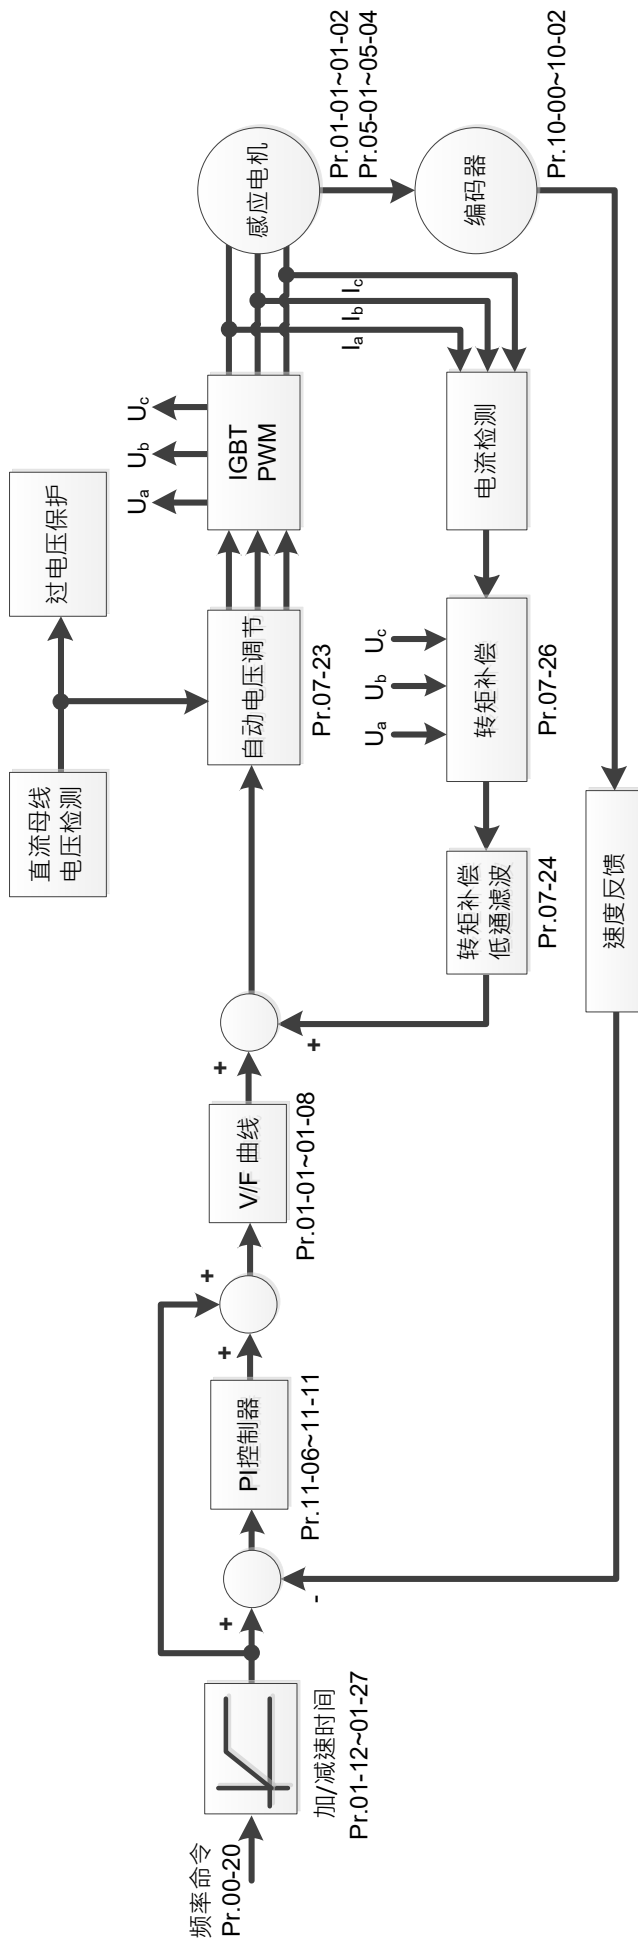 频率命令
Pr.00-20
加/减速时间
Pr.01-12~01-27
+
-
PI控制器
Pr.11-06~11-11
+
+
V/F 曲线
Pr.01-01~01-08
+
+
直流母线
电压检测
过电压保护
自动电压调节
Pr.07-23
Ua
Ub
Uc
IGBT
PWM
感应电机
Pr.01-01~01-02
Pr.05-01~05-04
Ia
Ib
Ic
电流检测
Ua
Ub
Uc
转矩补偿
Pr.07-26
转矩补偿
低通滤波
Pr.07-24
编码器
Pr.10-00~10-02
速度反馈